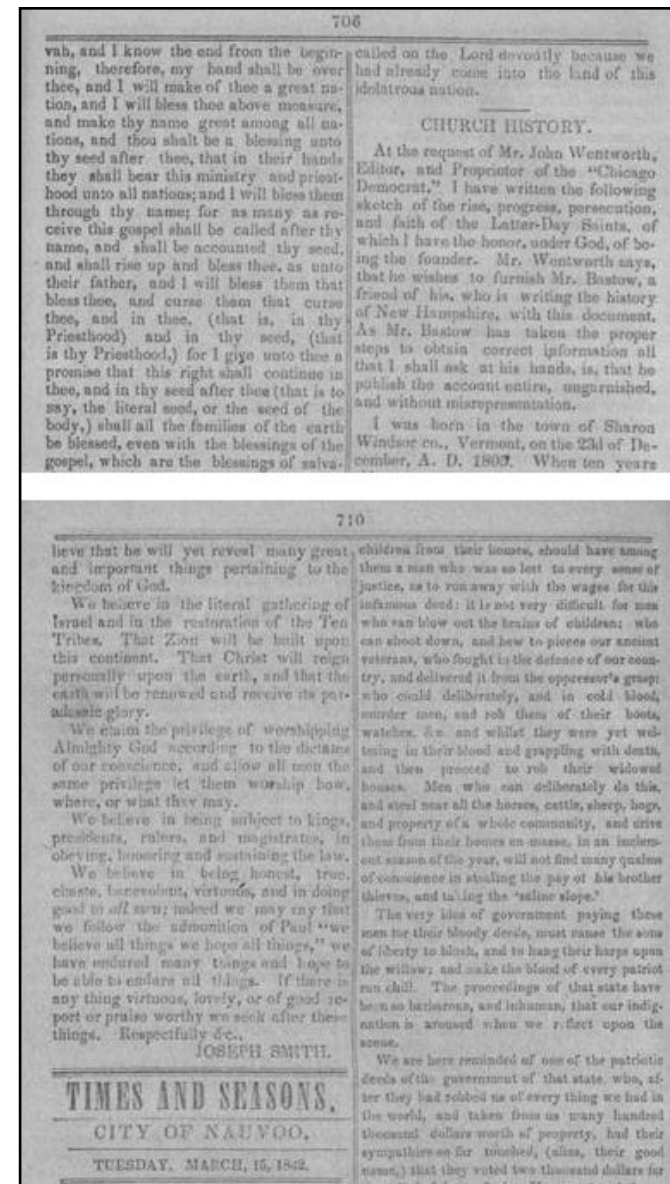 706
vah, and I know the end from the begin-
ning, therefore, my hand shall be over
thee, and I will make of thee a great na-
tion, and I will bless thee above measure,
and make thy name great among all na-
tions, and thou shalt be a blessing unto
thy seed after thee, that in their hands
they shall bear this ministry and priest-
hood unto all nations; and I will bless them
through thy name; for as many as re-
ceive this gospel shall be called after thy
name, and shall be accounted thy seed,
and shall rise up and bless thee, as unto
their father, and I will bless them that
bless thee, and curse them that curse
thee, and in thee, (that is, in thy
Priesthood) and in thy seed, (that
is thy Priesthood,) for I give unto thee a
promise that this right shall continue in
thee, and in thy seed after thee (that is to
say, the literal seed, or the seed of the
body,) shall all the families of the earth
be blessed, even with the blessings of the
gospel, which are the blessings of salva-
called on the Lord devoutly because we
had already come into the land of this
idolatrous nation.
CHURCH HISTORY.
At the request of Mr. John Wentworth,
Editor, and Proprietor of the "Chicago
Democrat," I have written the following
sketch of the rise, progress, persecution,
and faith of the Latter-Day Saints, of
which I have the honor, under God, of be-
ing the founder. Mr. Wentworth says,
that he wishes to furnish Mr. Bastow, a
friend of his, who is writing the history
of New Hampshire, with this document.
As Mr. Bastow has taken the proper
steps to obtain correct information all
that I shall ask at his hands, is, that he
publish the account entire, ungarnished,
and without misrepresentation.
I was born in the town of Sharon
Windsor co., Vermont, on the 23d of De-
cember, A. D. 1805. When ten years
710
lieve that he will yet reveal many great
and important things pertaining to the
kingdom of God.
We believe in the literal gathering of
Israel and in the restoration of the Ten
Tribes. That Zion will be built upon
this continent. That Christ will reign
personally upon the earth, and that the
earth will be renewed and receive its par-
adasaic glory.
We claim the privilege of worshipping
Almighty God according to the dictates
of our conscience, and allow all men the
same privilege let them worship how,
where, or what they may.
We believe in being subject to kings,
presidents, rulers, and magistrates, in
obeying, honoring and sustaining the law.
We believe in being honest, true,
chaste, benevolent, virtuous, and in doing
good to all men; indeed we may say that
we follow the admonition of Paul "we
believe all things we hope all things," we
have endured many things and hope to
be able to endure all things. If there is
any thing virtuous, lovely, or of good re-
port or praise worthy we seek after these
things. Respectfully &c.,
JOSEPH SMITH.
TIMES AND SEASONS,
CITY OF NAUVOO,
TUESDAY, MARCH, 15, 1842.
children from their homes, should have among
them a man who was so lost to every sense of
justice, as to run away with the wages for this
infamous deed: it is not very difficult for men
who can blow out the brains of children; who
can shoot down, and hew to pieces our ancient
veterans, who fought in the defence of our coun-
try, and delivered it from the oppressor's grasp;
who could deliberately, and in cold blood,
murder men, and rob them of their boots,
watches, &c. and whilst they were yet wel-
tering in their blood and grappling with death,
and then proceed to rob their widowed
houses. Men who can deliberately do this,
and steal near all the horses, cattle, sheep, hogs,
and property of a whole community, and drive
them from their homes en-masse, in an inclem-
ent season of the year, will not find many qualms
of conscience in stealing the pay of his brother
thieves, and taking the 'saline slope.'
The very idea of government paying these
men for their bloody deeds, must cause the sons
of liberty to blush, and to hang their harps upon
the willow; and make the blood of every patriot
run chill. The proceedings of that state have
been so barbarous, and inhuman, that our indig-
nation is aroused when we reflect upon the
scene.
We are here reminded of one of the patriotic
deeds of the government of that state, who, af-
ter they had robbed us of every thing we had in
the world, and taken from us many hundred
thousand dollars worth of property, had their
sympathies so far touched, (alias, their good
name,) that they voted two thousand dollars for